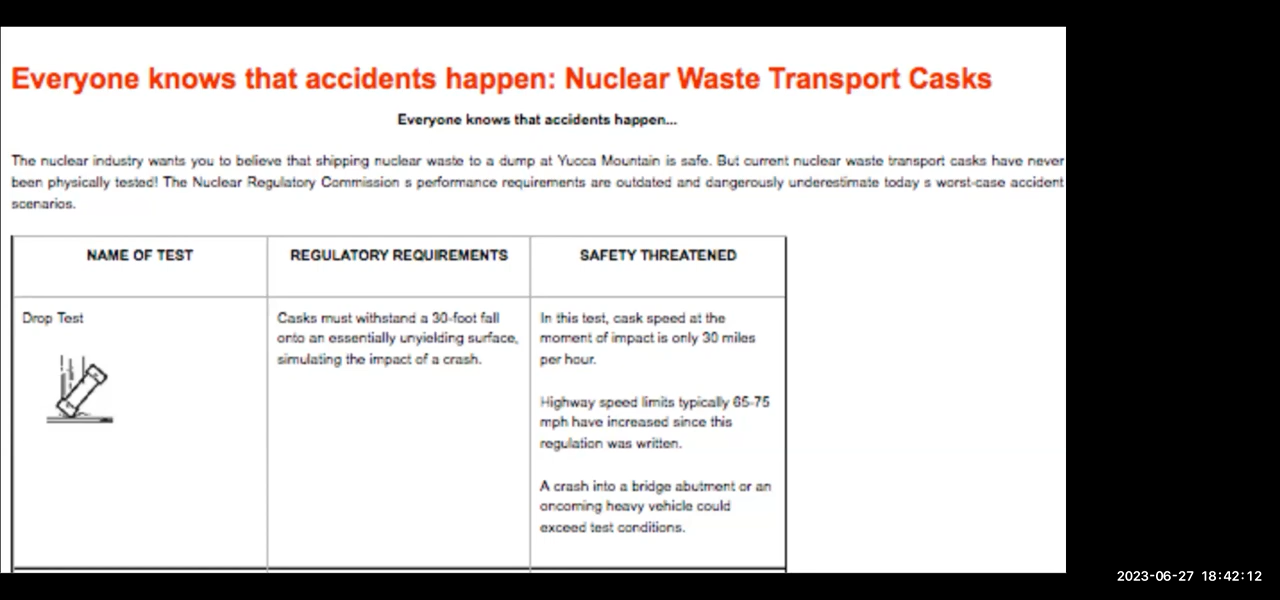 Everyone knows that accidents happen: Nuclear Waste Transport Casks
Everyone knows that accidents happen...
The nuclear industry wants you to believe that shipping nuclear waste to a dump at Yucca Mountain is safe. But current nuclear waste transport casks have never
been physically tested! The Nuclear Regulatory Commission s performance requirements are outdated and dangerously underestimate today s worst-case accident
scenarios.
NAME OF TEST
REGULATORY REQUIREMENTS
SAFETY THREATENED
Drop Test
Casks must withstand a 30-foot fall
onto an essentially unyielding surface,
simulating the impact of a crash.
In this test, cask speed at the
moment of impact is only 30 miles
per hour.
Highway speed limits typically 65-75
mph have increased since this
regulation was written.
A crash into a bridge abutment or an
oncoming heavy vehicle could
exceed test conditions.
2023-06-27 18:42:12